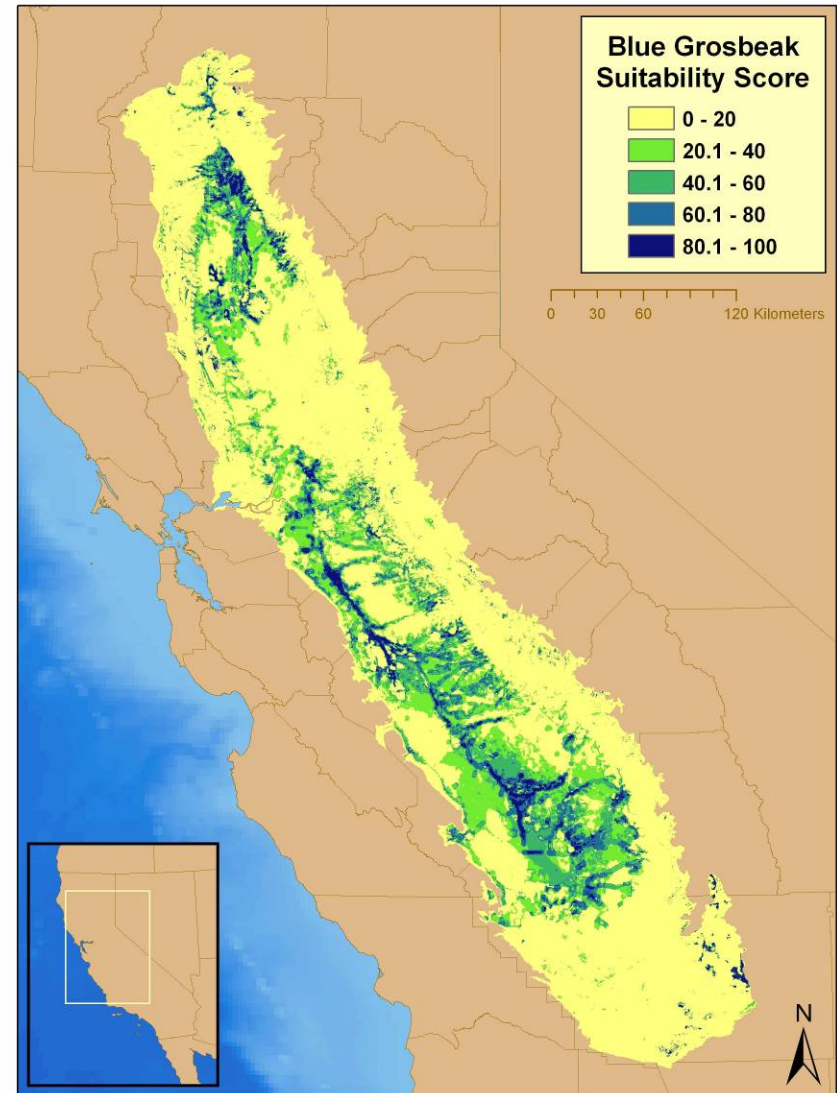 Blue Grosbeak
Suitability Score
0 - 20
20.1 - 40
40.1 - 60
60.1 - 80
80.1 - 100
0 30 60 120 Kilometers
N